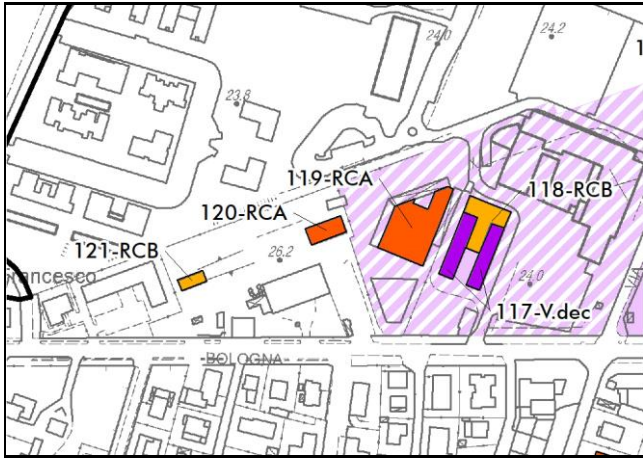 24.0
24.2
1
23.8
119-RCA
118-RCB
120-RCA
121-RCB
26.2
rancesco
24.0
117-V.dec
BOLOGNA